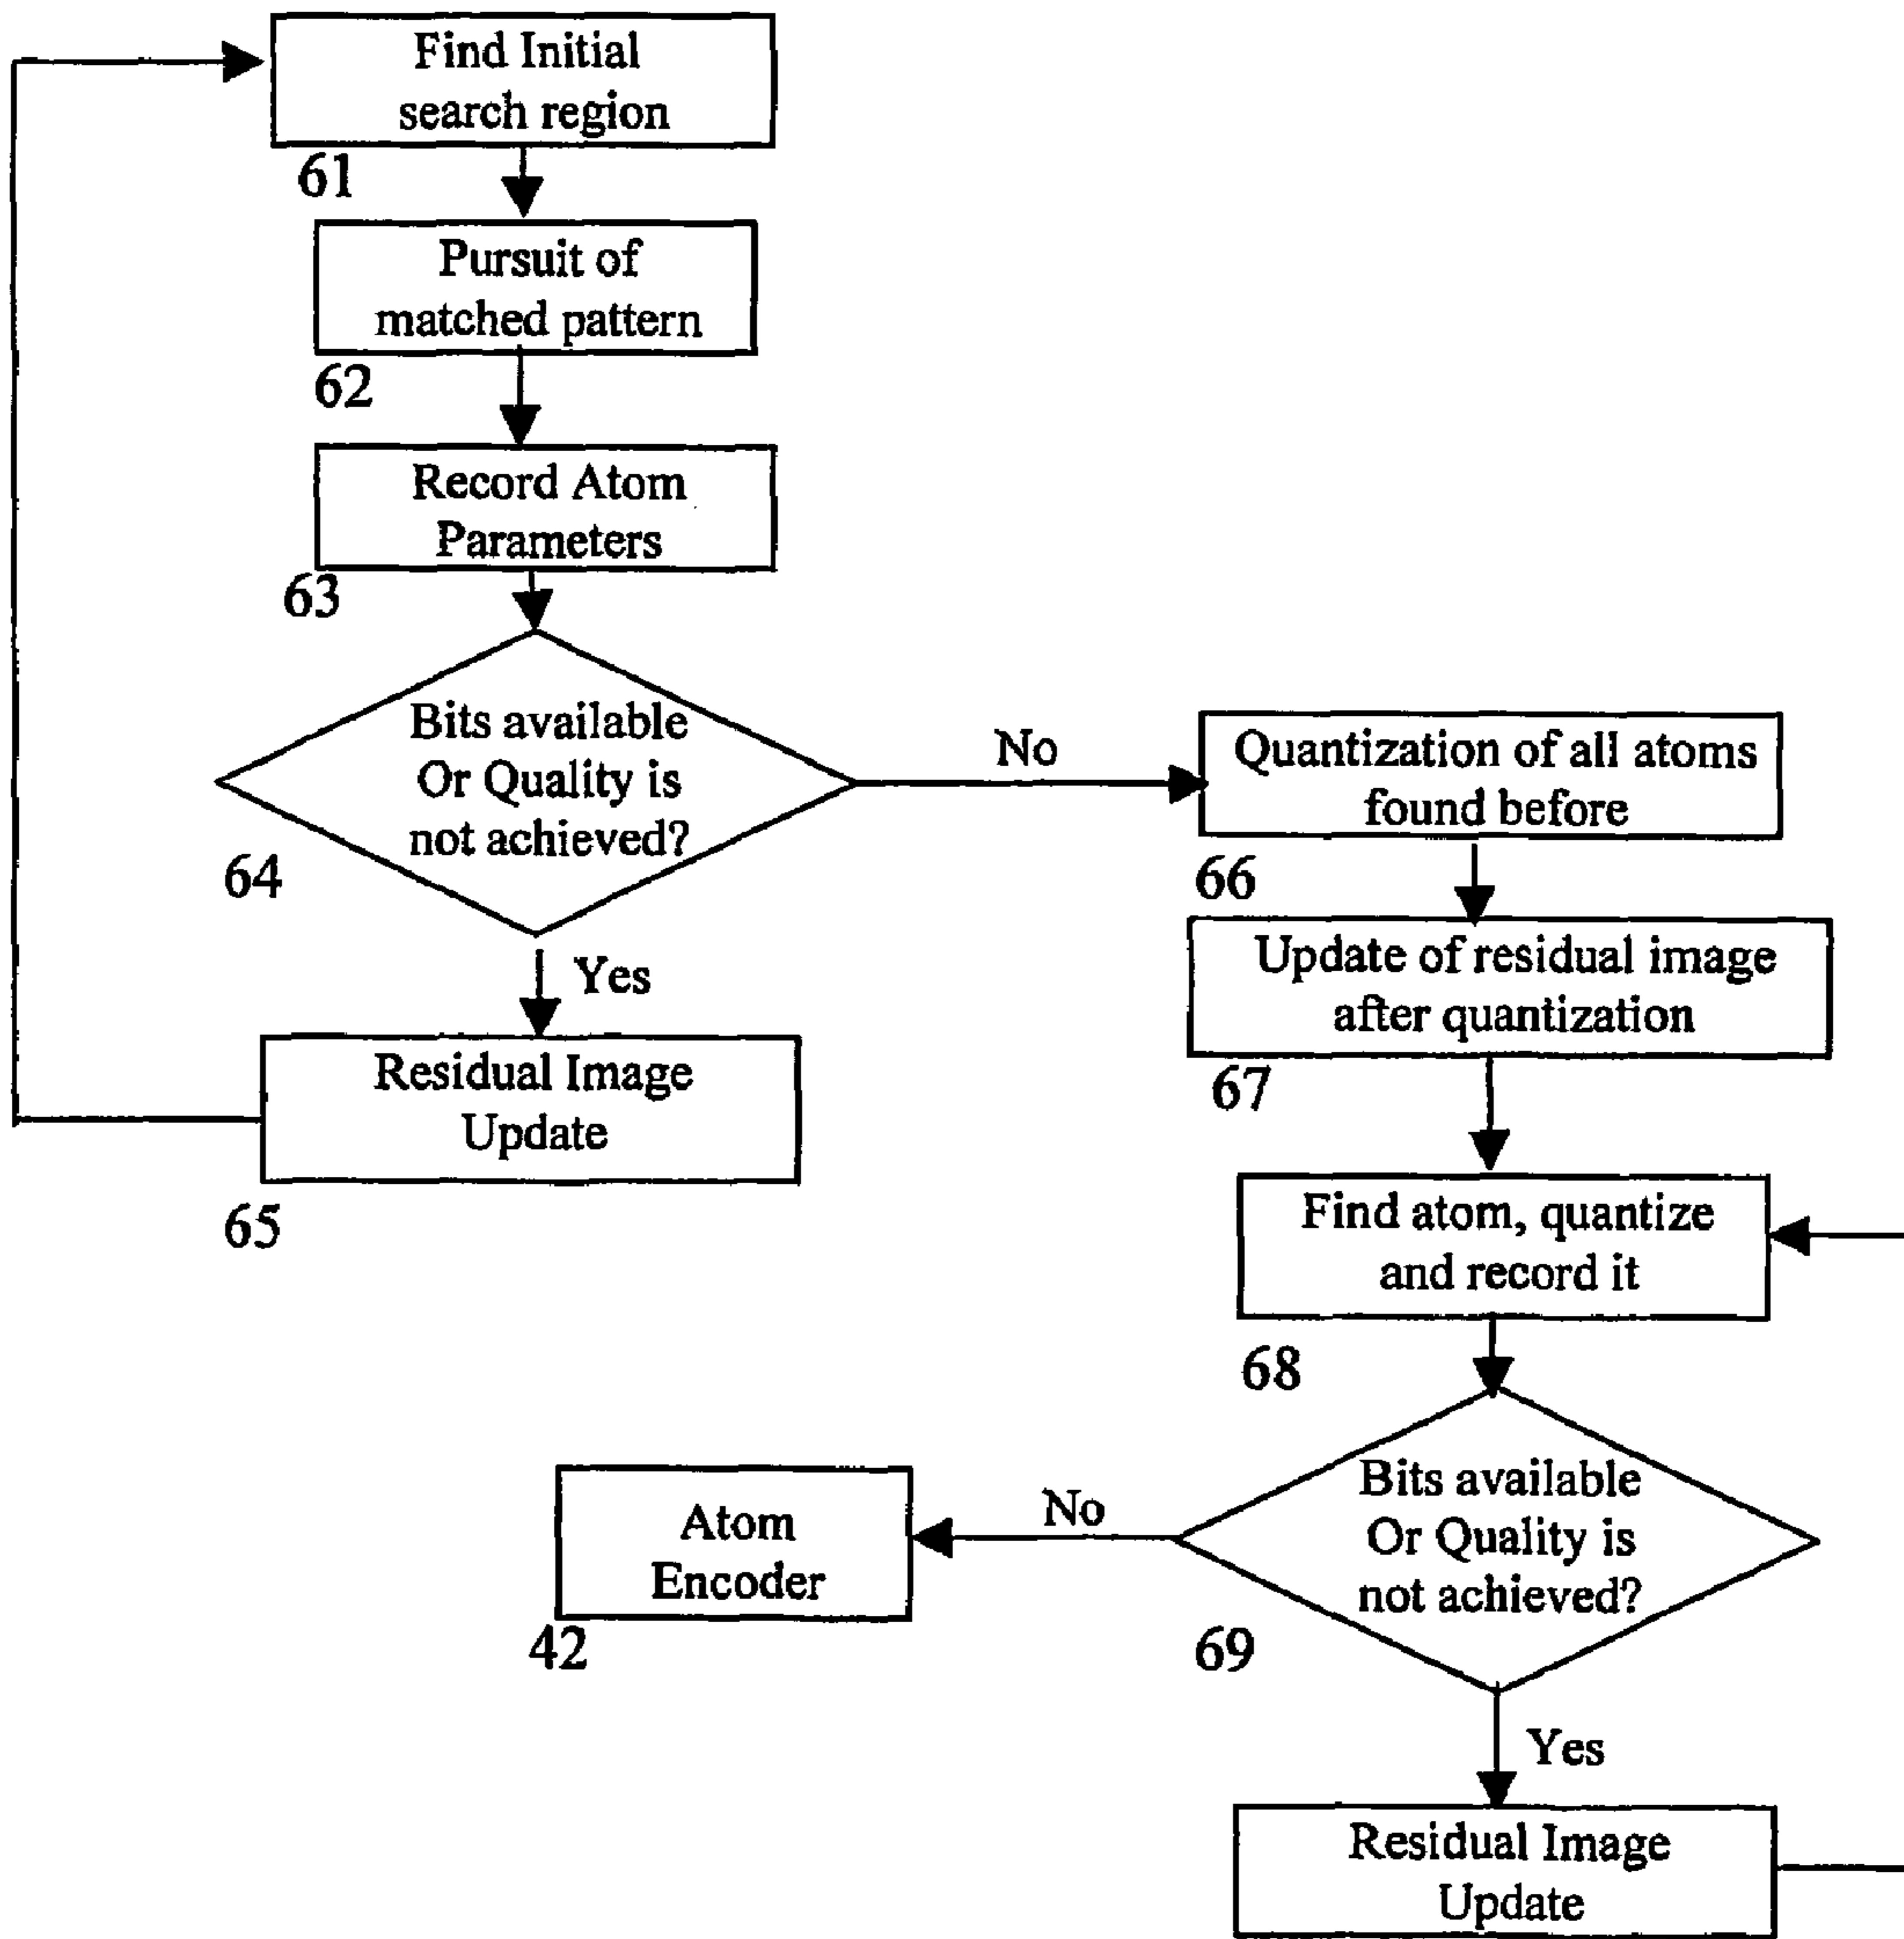 Find Initial
search region
61
Pursuit of
matched pattern
62
Record Atom
Parameters
63
Bits available
Or Quality is
not achieved?
64
Yes
Residual Image
Update
65
No
Quantization of all atoms
found before
66
Update of residual image
after quantization
67
Find atom, quantize
and record it
68
Bits available
Or Quality is
not achieved?
69
No
Atom
Encoder
42
Yes
Residual Image
Update